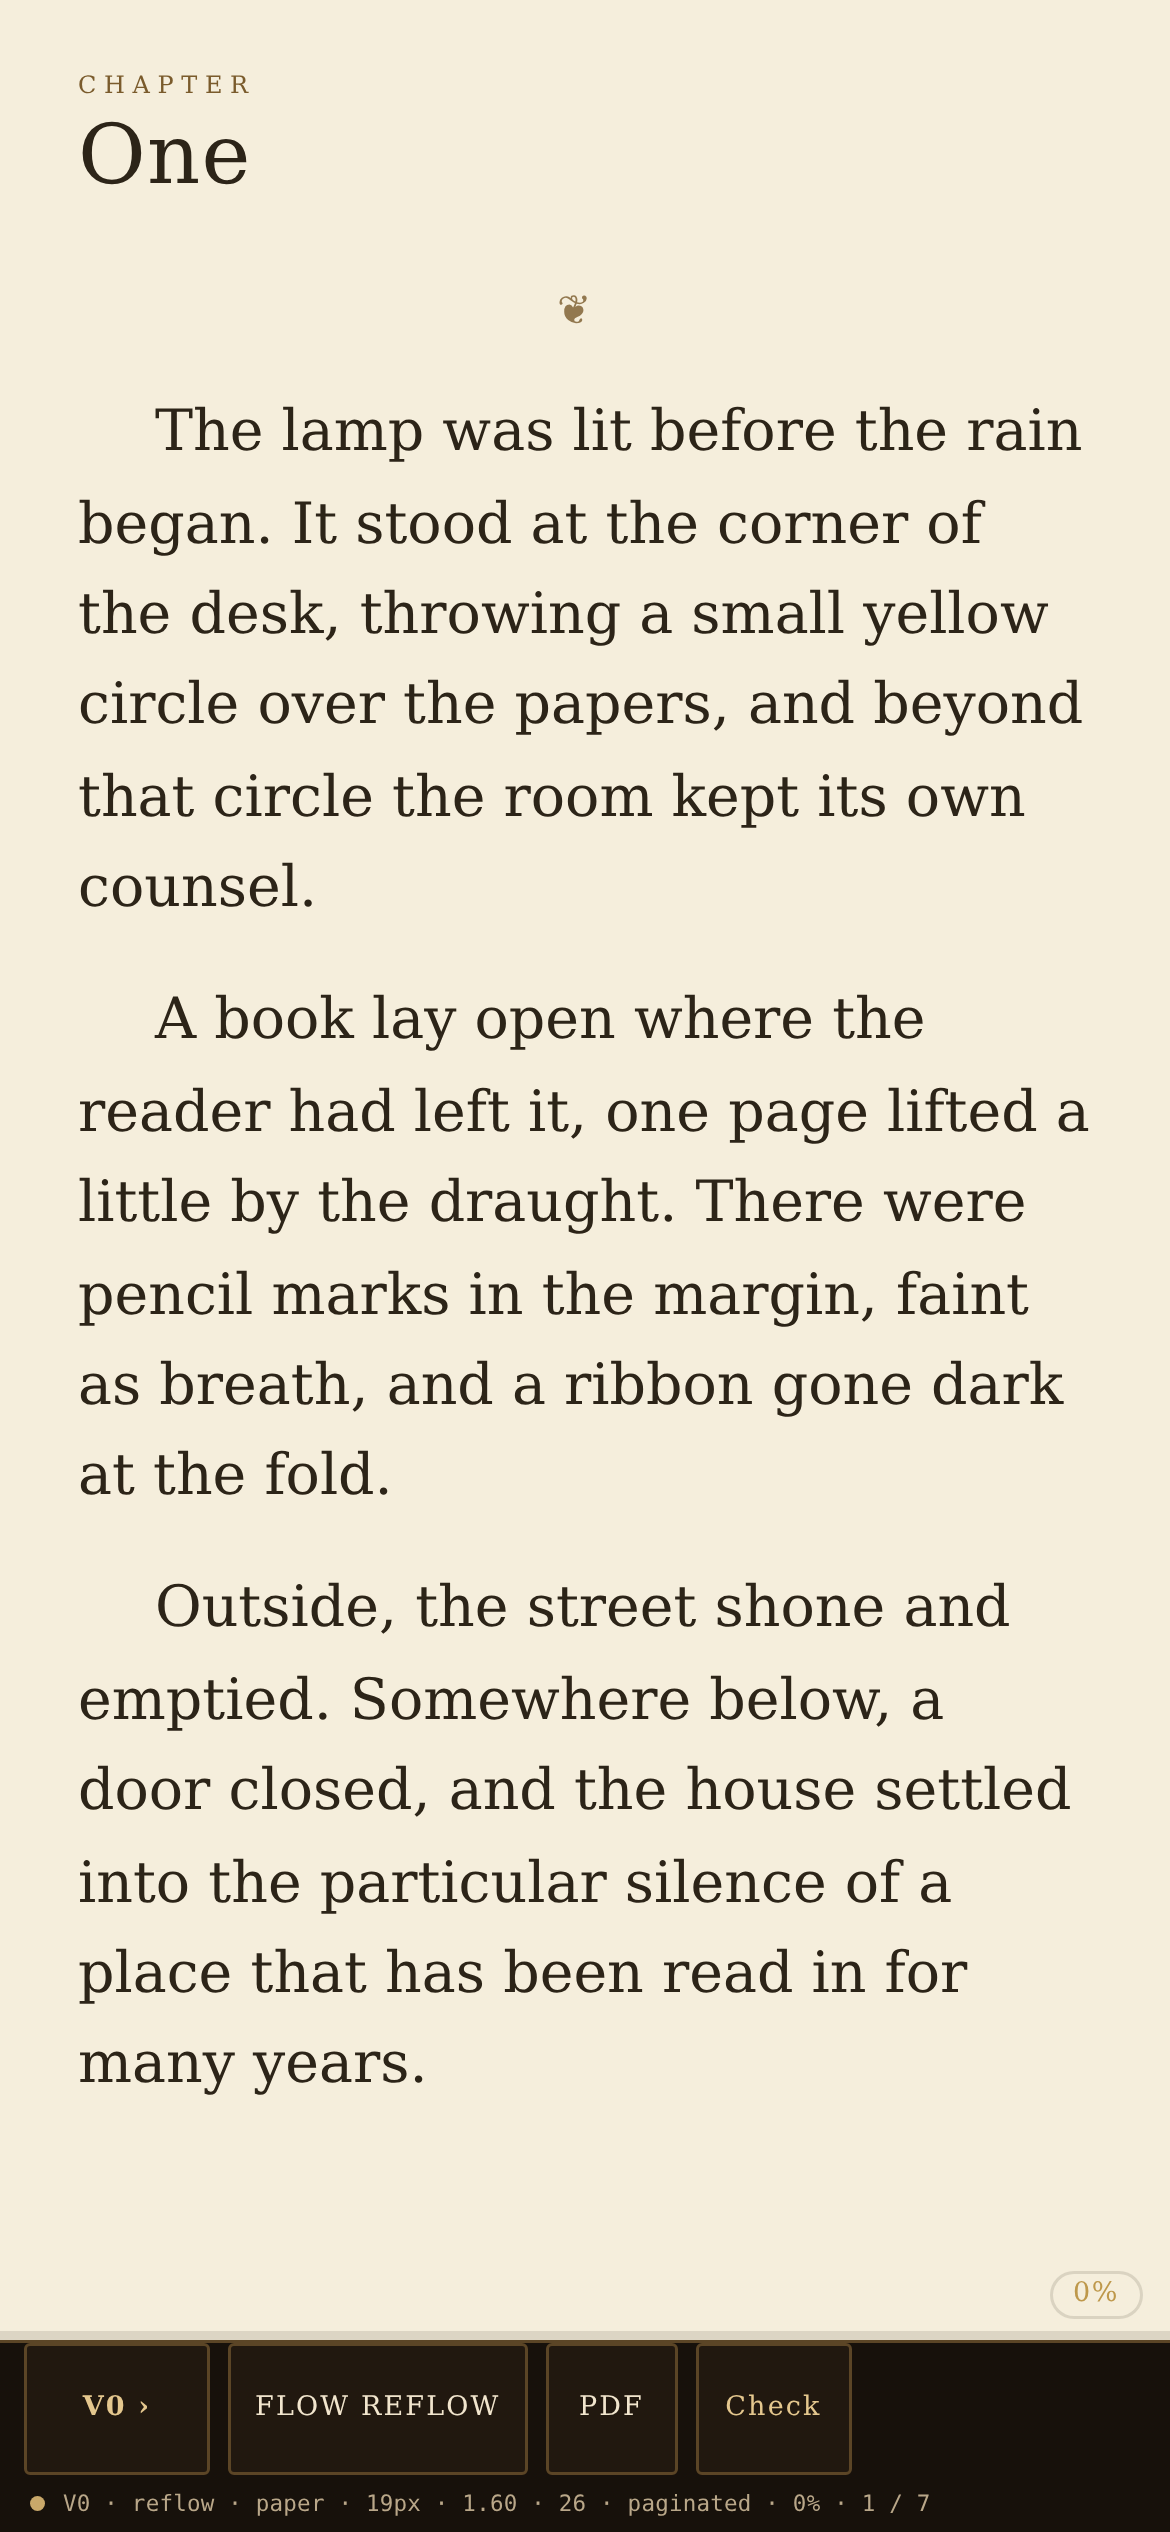 CHAPTER
One
❦
The lamp was lit before the rain
began. It stood at the corner of
the desk, throwing a small yellow
circle over the papers, and beyond
that circle the room kept its own
counsel.
A book lay open where the
reader had left it, one page lifted a
little by the draught. There were
pencil marks in the margin, faint
as breath, and a ribbon gone dark
at the fold.
Outside, the street shone and
emptied. Somewhere below, a
door closed, and the house settled
into the particular silence of a
place that has been read in for
many years.
0%
V0 › FLOW REFLOW PDF Check
V0 · reflow · paper · 19px · 1.60 · 26 · paginated · 0% · 1 / 7